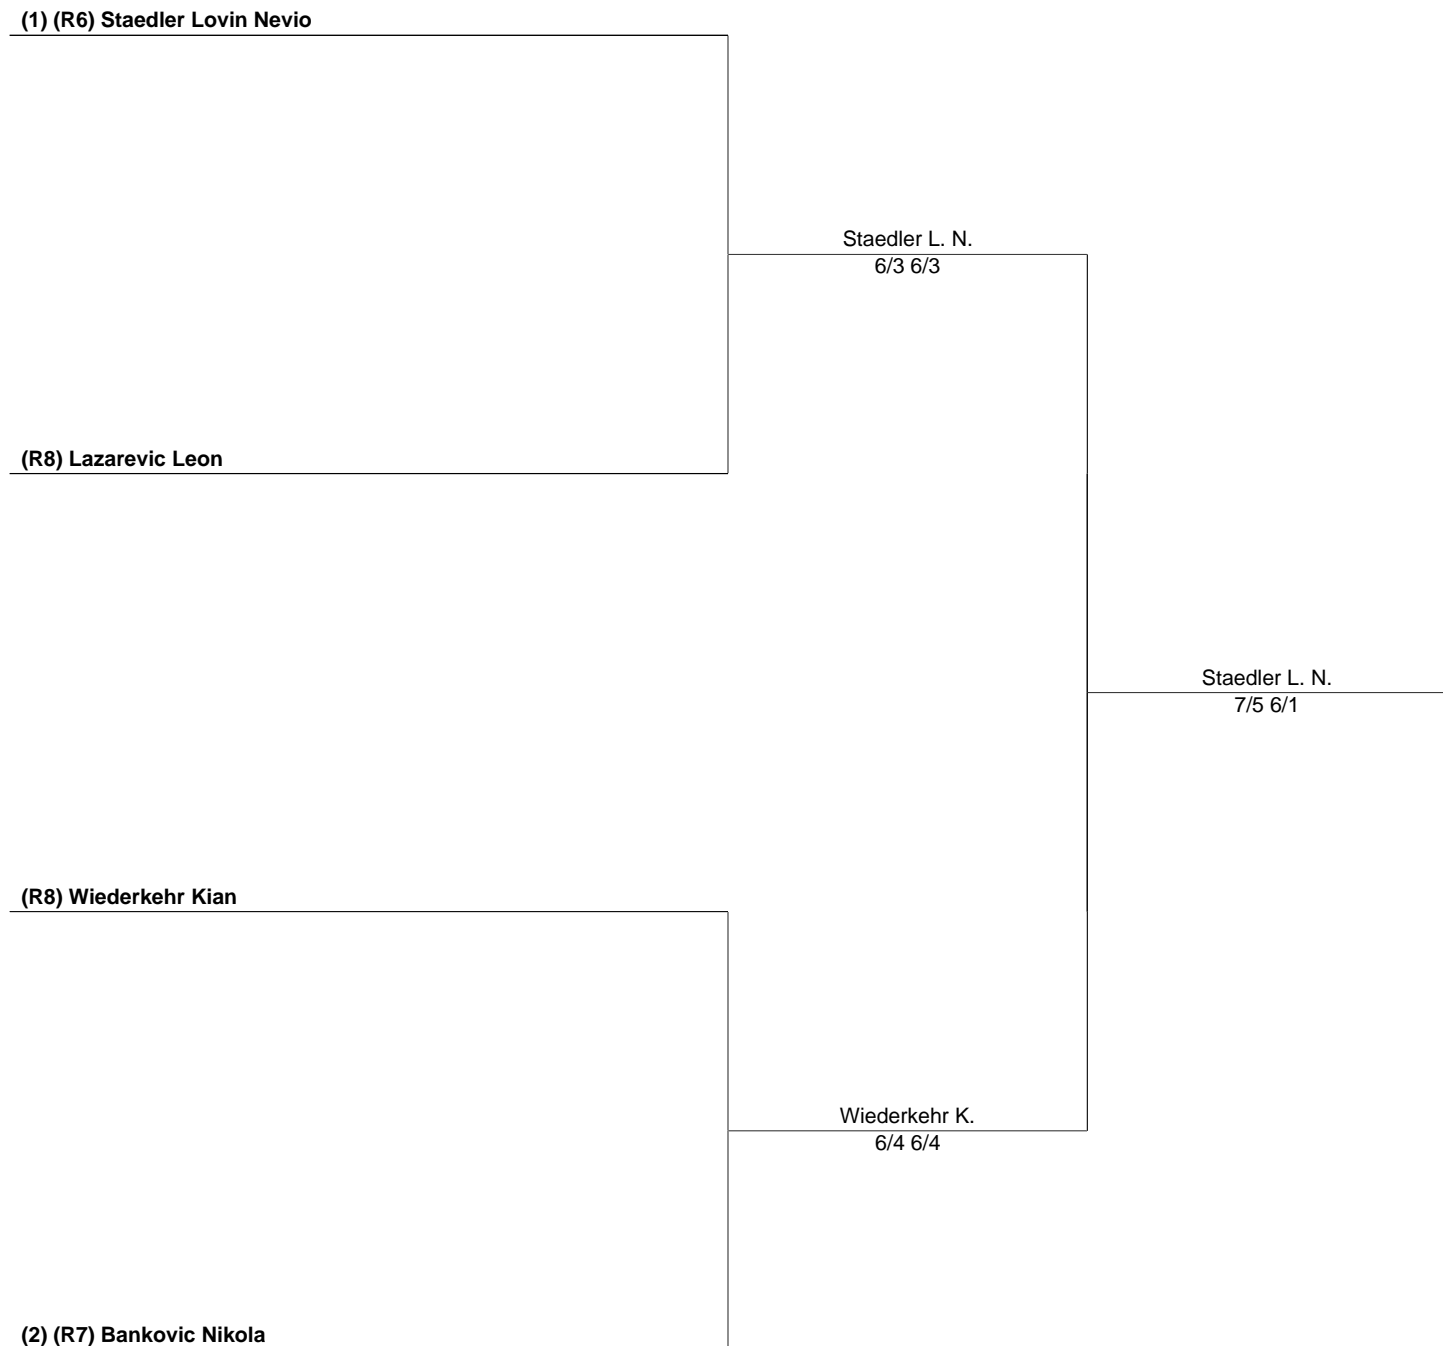 (1) (R6) Staedler Lovin Nevio
Staedler L. N.
6/3 6/3
(R8) Lazarevic Leon
Staedler L. N.
7/5 6/1
(R8) Wiederkehr Kian
Wiederkehr K.
6/4 6/4
(2) (R7) Bankovic Nikola